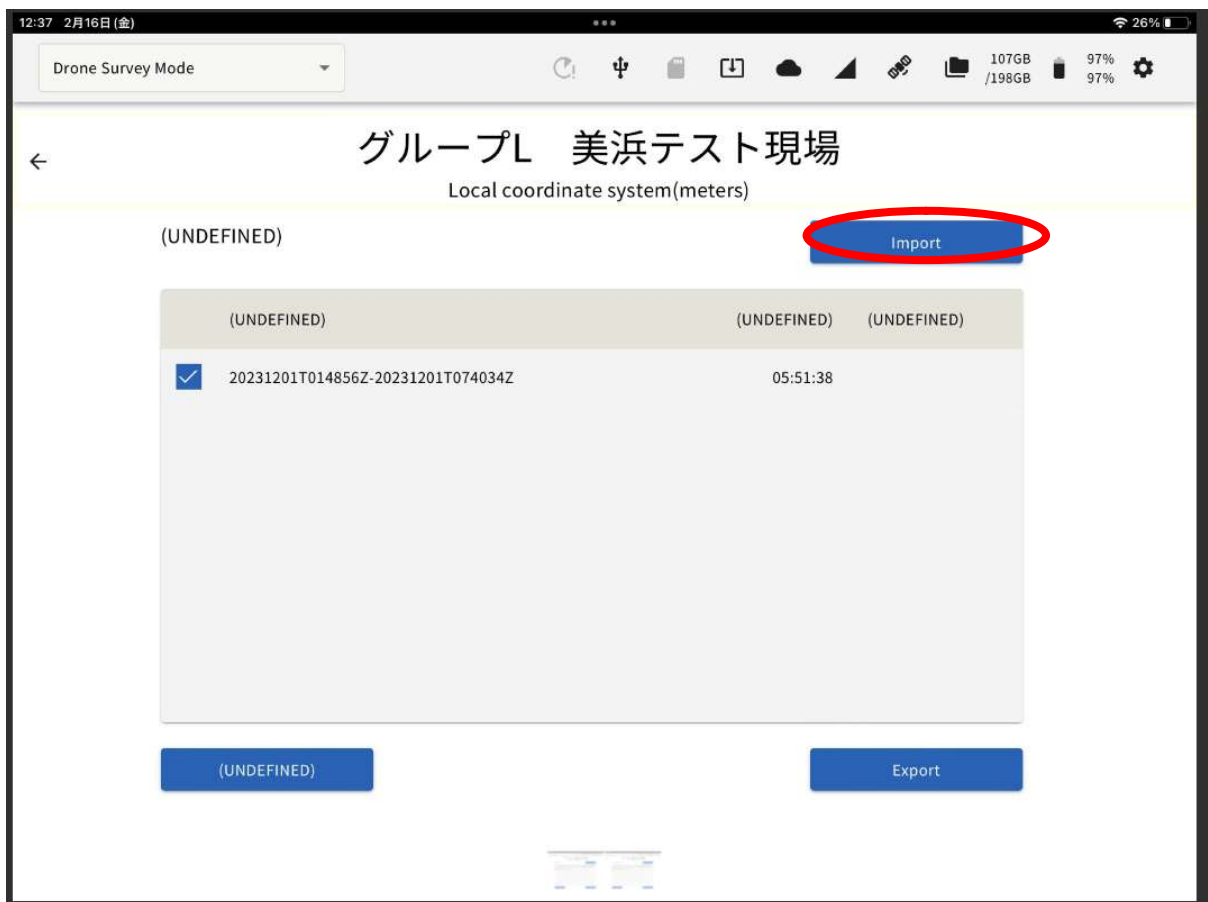 12:37 2月16日(金)
26%
Drone Survey Mode
107GB
/198GB
97%
97%
グループL　美浜テスト現場
Local coordinate system(meters)
(UNDEFINED)
Import
(UNDEFINED) (UNDEFINED) (UNDEFINED)
20231201T014856Z-20231201T074034Z 05:51:38
(UNDEFINED)
Export